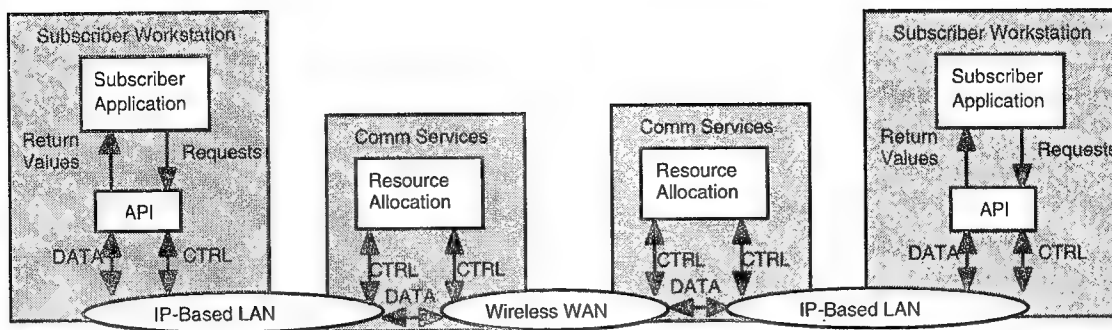 Subscriber Workstation
Subscriber
Application
Return
Values
Requests
API
DATA
CTRL
IP-Based LAN
Comm Services
Resource
Allocation
CTRL
CTRL
DATA
Wireless WAN
Comm Services
Resource
Allocation
CTRL
CTRL
DATA
IP-Based LAN
Subscriber Workstation
Subscriber
Application
Return
Values
Requests
API
DATA
CTRL